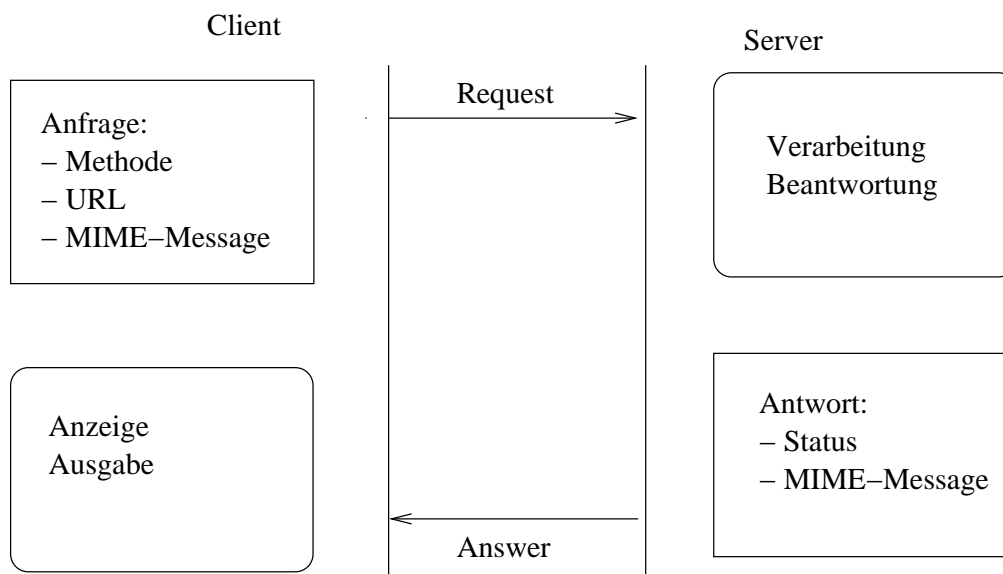 Client
Server
Request
Anfrage:
– Methode
– URL
– MIME–Message
Verarbeitung
Beantwortung
Anzeige
Ausgabe
Antwort:
– Status
– MIME–Message
Answer